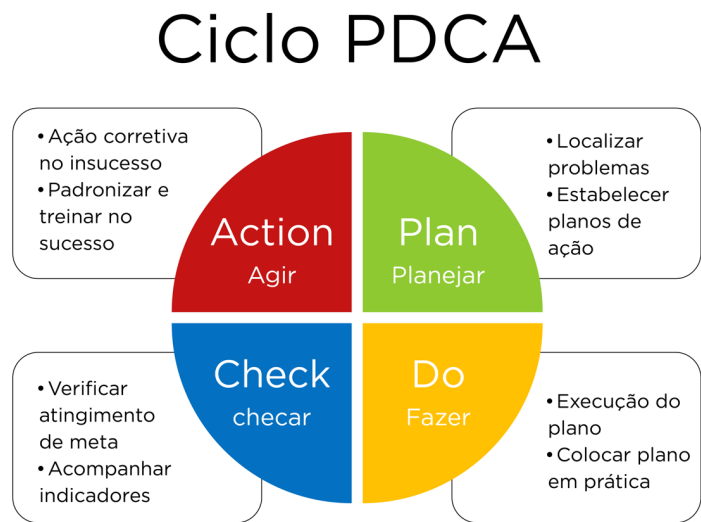 Ciclo PDCA
• Ação corretiva
no insucesso
• Padronizar e
treinar no
sucesso
Action
Agir
Plan
Planejar
• Localizar
problemas
• Estabelecer
planos de
ação
• Verificar
atingimento
de meta
• Acompanhar
indicadores
Check
checar
Do
Fazer
• Execução do
plano
• Colocar plano
em prática